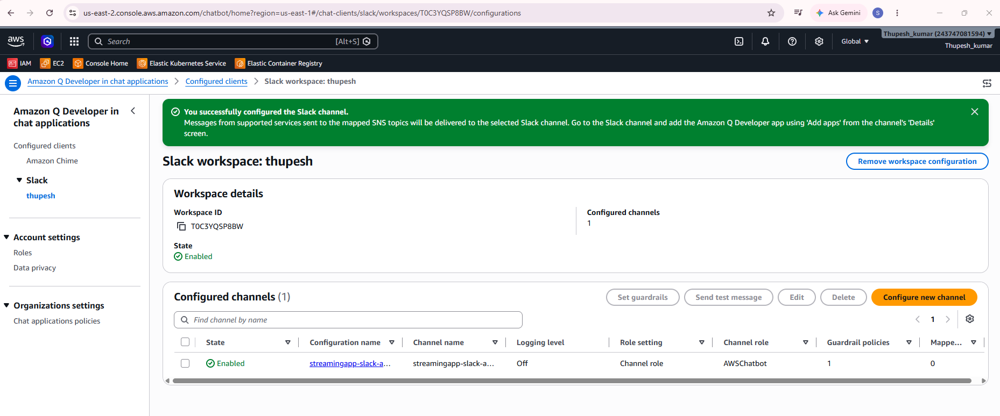 us-east-2.console.aws.amazon.com/chatbot/home?region=us-east-1#/chat-clients/slack/workspaces/T0C3YQSP8BW/configurations
Ask Gemini
S
aws
Search
[Alt+S]
Global
Thupesh_kumar (243747081594)
Thupesh_kumar
IAM
EC2
Console Home
Elastic Kubernetes Service
Elastic Container Registry
Amazon Q Developer in chat applications
Configured clients
Slack workspace: thupesh
Amazon Q Developer in
chat applications
Configured clients
Amazon Chime
Slack
thupesh
Account settings
Roles
Data privacy
Organizations settings
Chat applications policies
You successfully configured the Slack channel.
Messages from supported services sent to the mapped SNS topics will be delivered to the selected Slack channel. Go to the Slack channel and add the Amazon Q Developer app using 'Add apps' from the channel's 'Details'
screen.
Slack workspace: thupesh
Remove workspace configuration
Workspace details
Workspace ID
T0C3YQSP8BW
Configured channels
1
State
Enabled
Configured channels (1)
Set guardrails
Send test message
Edit
Delete
Configure new channel
Find channel by name
1
State
Configuration name
Channel name
Logging level
Role setting
Channel role
Guardrail policies
Mappe...
Enabled
streamingapp-slack-a...
streamingapp-slack-a...
Off
Channel role
AWSChatbot
1
0